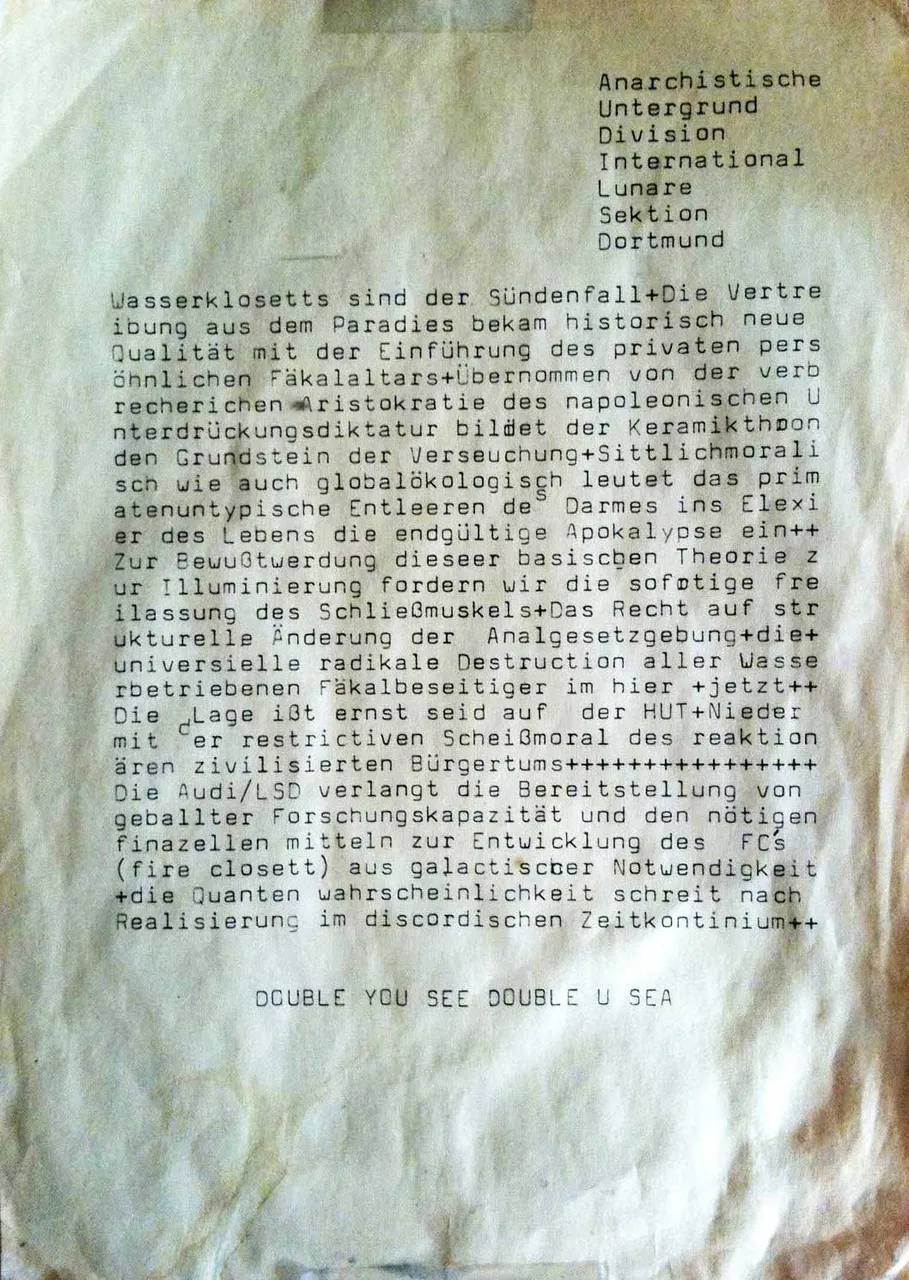 Anarchistische
Untergrund
Division
International
Lunare
Sektion
Dortmund
Wasserklosetts sind der Sündenfall+Die Vertre
ibung aus dem Paradies bekam historisch neue
Qualität mit der Einführung des privaten pers
öhnlichen Fäkalaltars+Übernommen von der verb
recherichen Aristokratie des napoleonischen U
nterdrückungsdiktatur bildet der Keramikthron
den Grundstein der Verseuchung+Sittlichmorali
sch wie auch globalökologisch leutet das prim
atenuntypische Entleeren des Darmes ins Elexi
er des Lebens die endgültige Apokalypse ein++
Zur Bewußtwerdung dieseer basischen Theorie z
ur Illuminierung fordern wir die sofotige fre
ilassung des Schließmuskels+Das Recht auf str
ukturelle Änderung der Analgesetzgebung+die+
universielle radikale Destruction aller Wasse
rbetriebenen Fäkalbeseitiger im hier +jetzt++
Die Lage ißt ernst seid auf der HUT+Nieder
mit der restrictiven Scheißmoral des reaktion
ären zivilisierten Bürgertums++++++++++++++++
Die Audi/LSD verlangt die Bereitstellung von
geballter Forschungskapazität und den nötigen
finazellen mitteln zur Entwicklung des FC's
(fire closett) aus galactischer Notwendigkeit
+die Quanten wahrscheinlichkeit schreit nach
Realisierung im discordischen Zeitkontinium++
DOUBLE YOU SEE DOUBLE U SEA